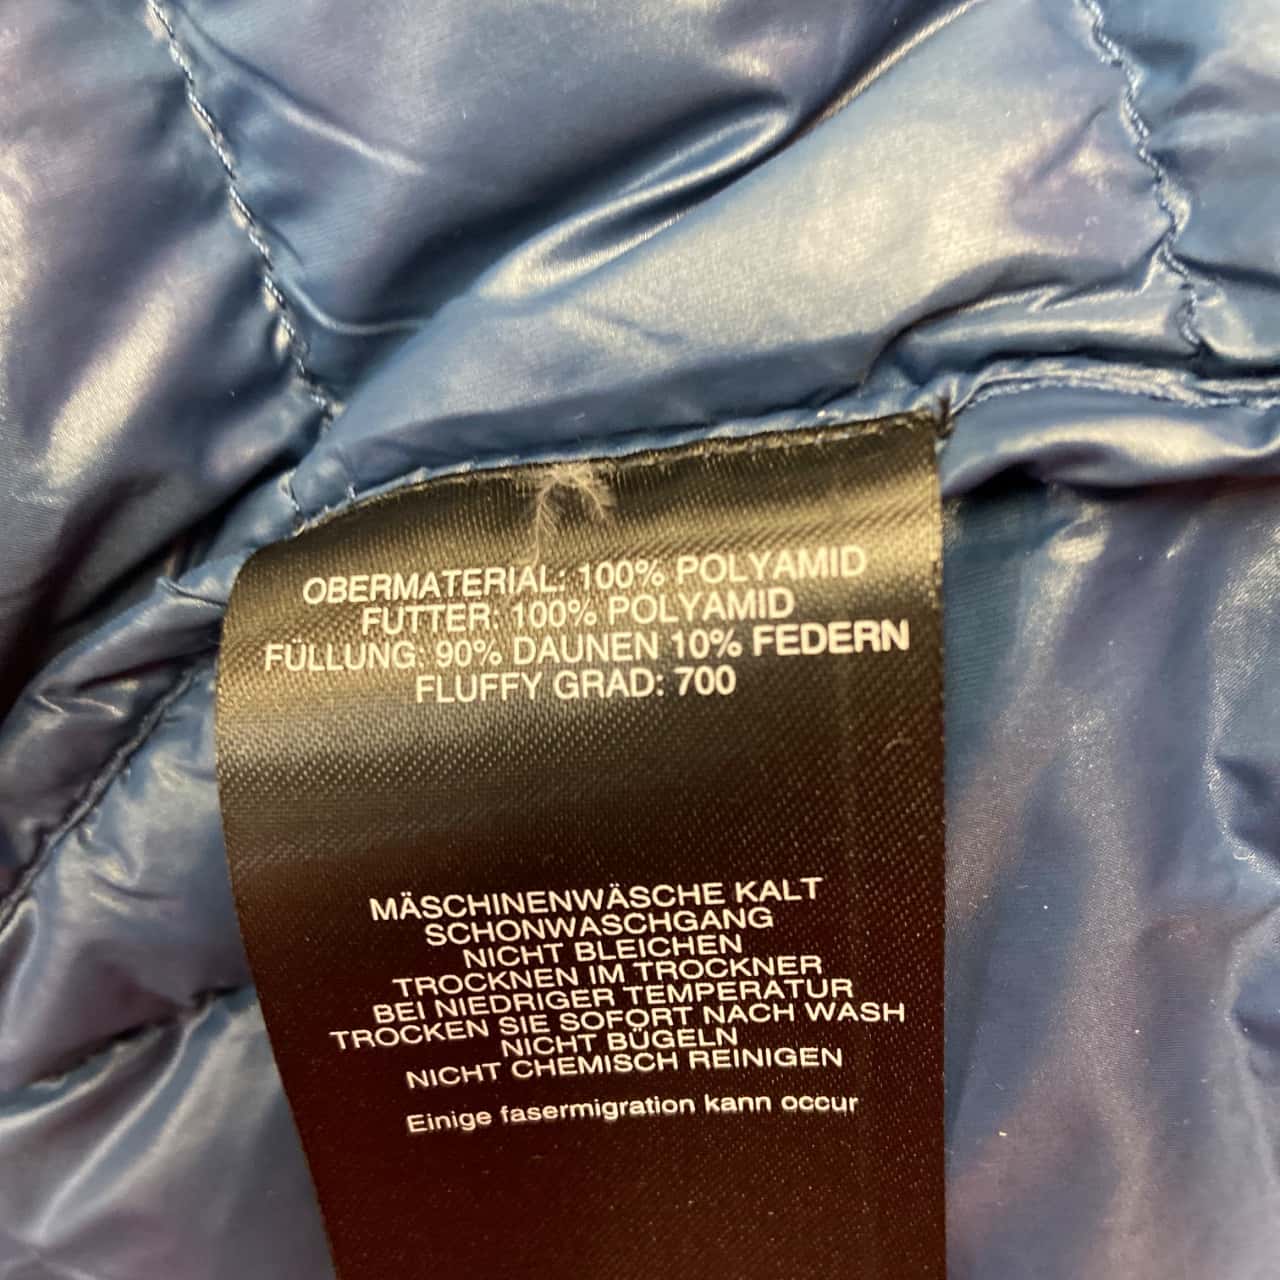 OBERMATERIAL: 100% POLYAMID
FUTTER: 100% POLYAMID
FÜLLUNG: 90% DAUNEN 10% FEDERN
FLUFFY GRAD: 700
MÄSCHINENWÄSCHE KALT
SCHONWASCHGANG
NICHT BLEICHEN
TROCKNEN IM TROCKNER
BEI NIEDRIGER TEMPERATUR
TROCKEN SIE SOFORT NACH WASH
NICHT BÜGELN
NICHT CHEMISCH REINIGEN
Einige fasermigration kann occur